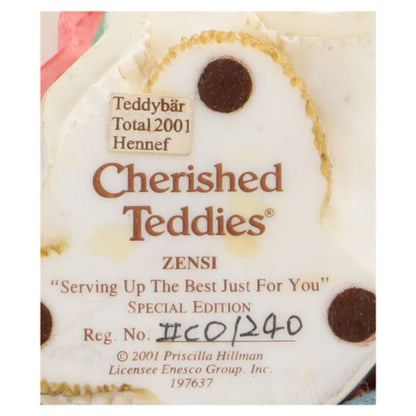 Teddybär
Total 2001
Hennef
Cherished
Teddies®
ZENSI
“Serving Up The Best Just For You”
SPECIAL EDITION
Reg. No. IICO/240
© 2001 Priscilla Hillman
Licensee Enesco Group. Inc.
197637